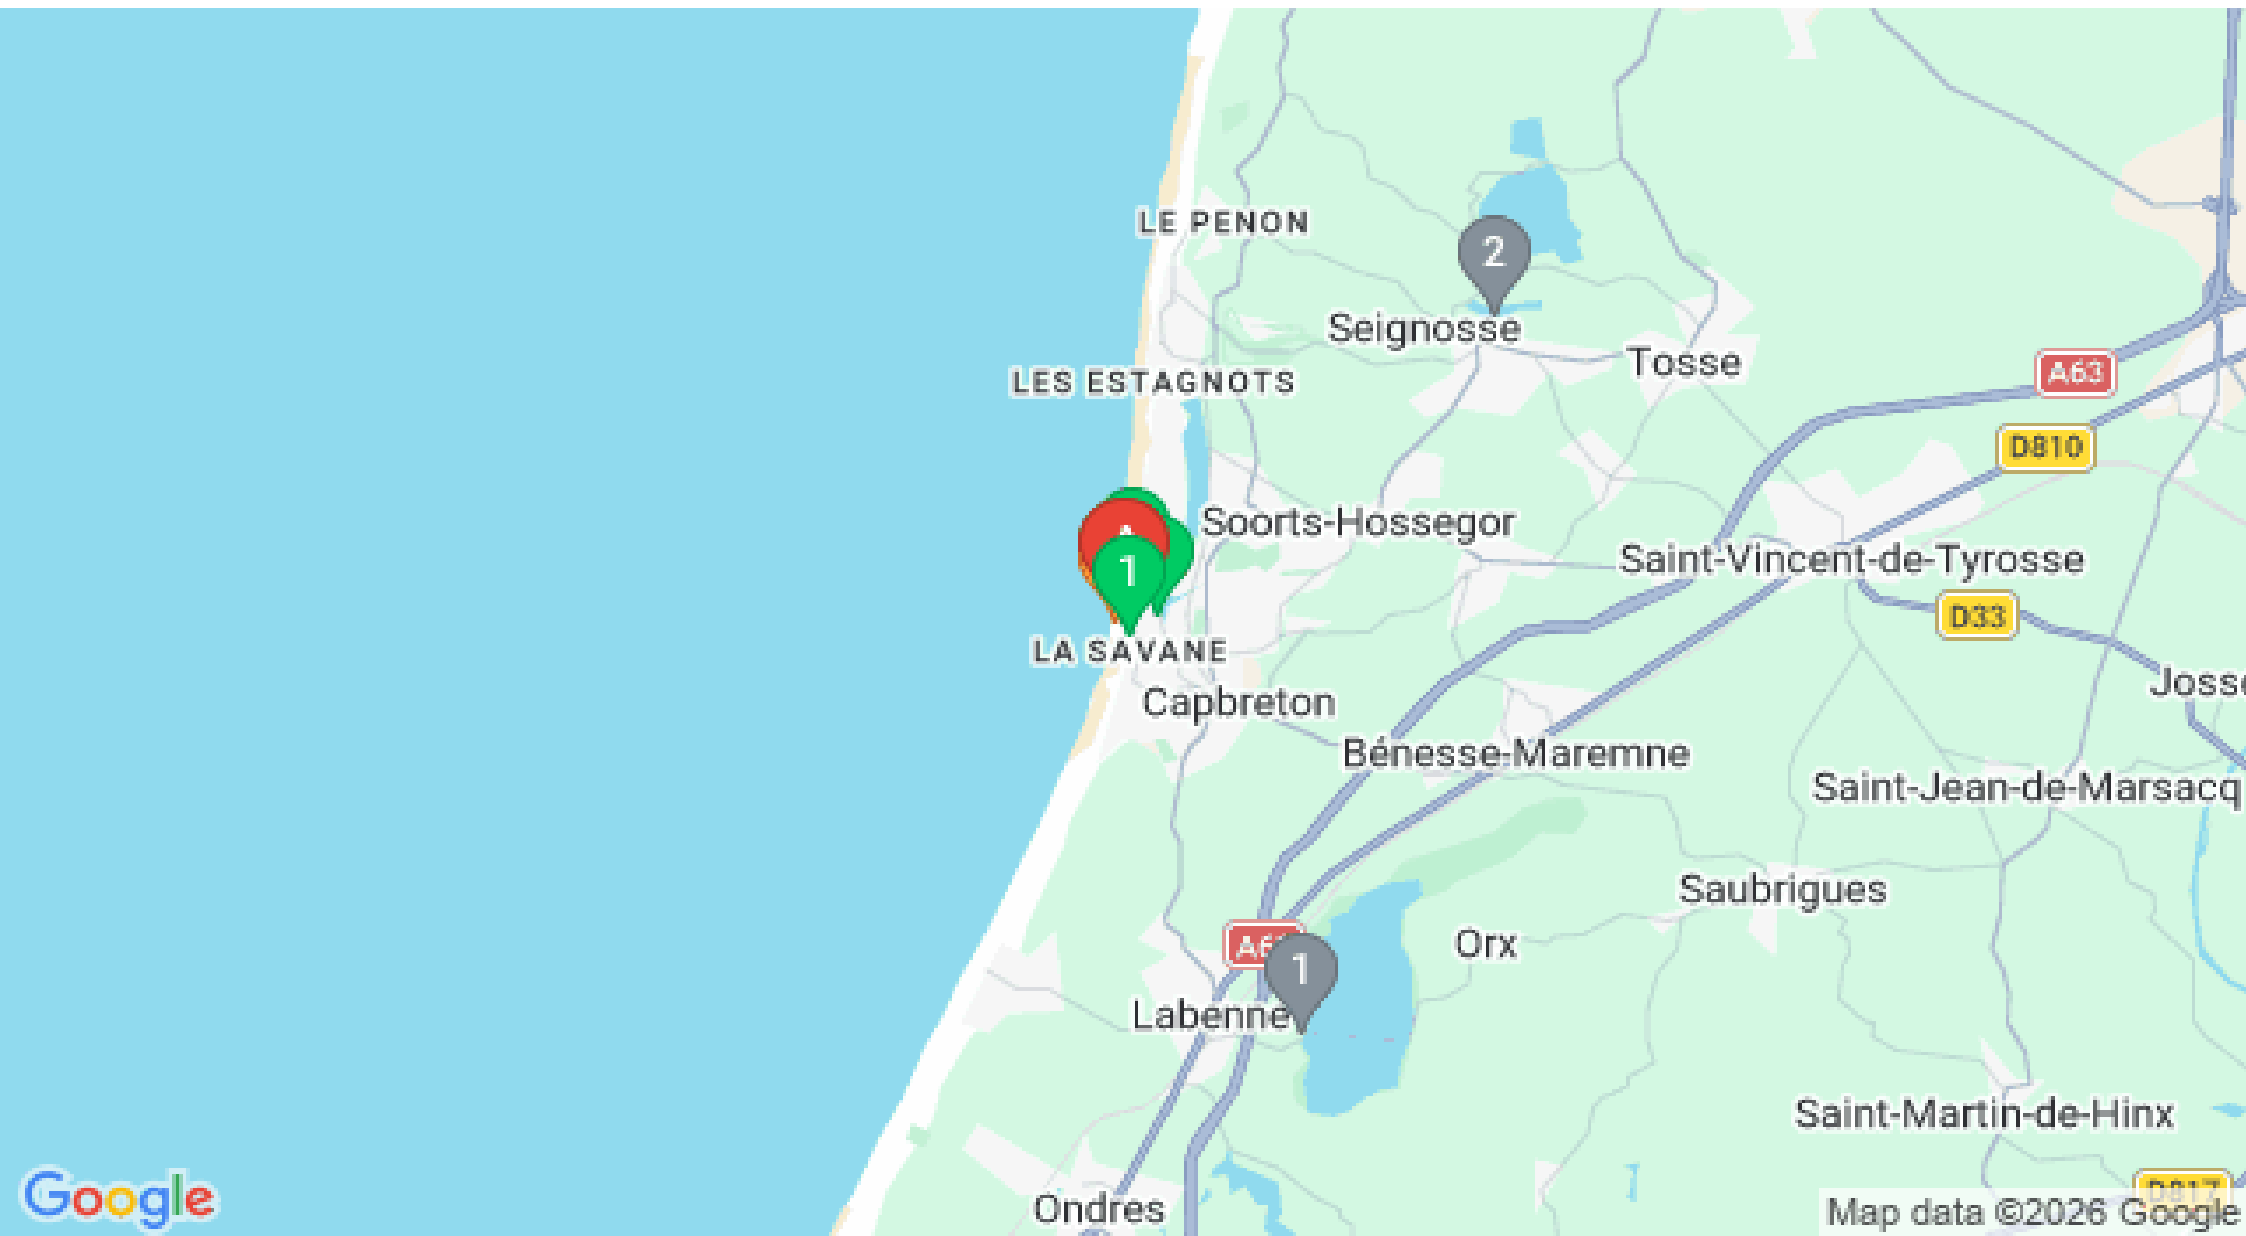 LE PENON
2
Seignosse
Tosse
LES ESTAGNOTS
A63
D810
Soorts-Hossegor
1
Saint-Vincent-de-Tyrosse
D33
LA SAVANE
Josse
Capbreton
Bénesse-Maremne
Saint-Jean-de-Marsacq
Saubrigues
Orx
1
Labenne
Saint-Martin-de-Hinx
D817
Google
Ondres
Map data ©2026 Google